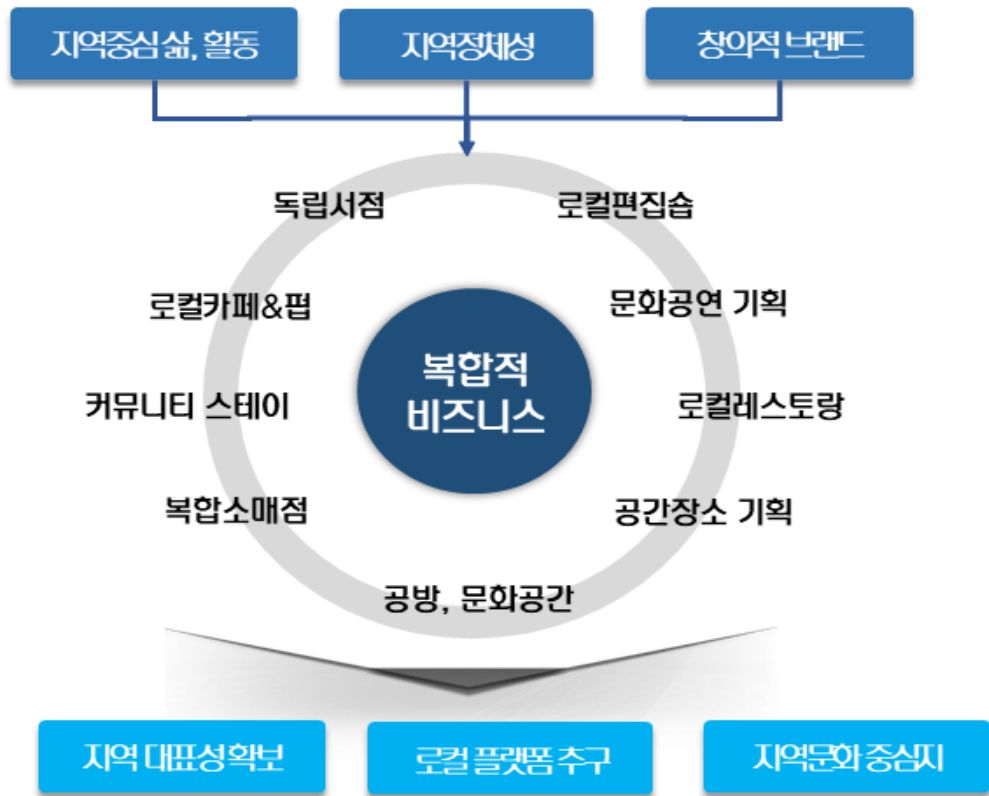 지역중심 삶, 활동
지역정체성
창의적 브랜드
독립서점
로컬편집숍
로컬카페&펍
문화공연 기획
복합적
비즈니스
커뮤니티 스테이
로컬레스토랑
복합소매점
공간장소 기획
공방, 문화공간
지역 대표성 확보
로컬 플랫폼 추구
지역문화 중심지